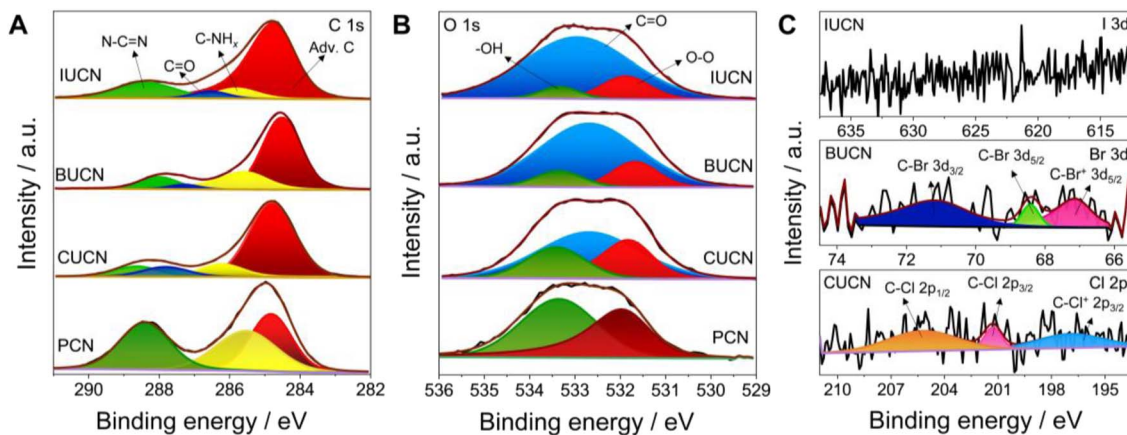 A
C 1s
N-C=N
C-NHₓ
C=O
Adv. C
IUCN
BUCN
CUCN
PCN
290 288 286 284 282
Binding energy / eV
Intensity / a.u.
B
O 1s
C=O
-OH
O-O
IUCN
BUCN
CUCN
PCN
536 535 534 533 532 531 530 529
Binding energy / eV
Intensity / a.u.
C
IUCN
I 3d
635 630 625 620 615
BUCN
Br 3d
C-Br 3d₃/₂
C-Br 3d₅/₂
C-Br⁺ 3d₅/₂
74 72 70 68 66
CUCN
Cl 2p
C-Cl 2p₁/₂
C-Cl 2p₃/₂
C-Cl⁺ 2p₃/₂
210 207 204 201 198 195
Binding energy / eV
Intensity / a.u.